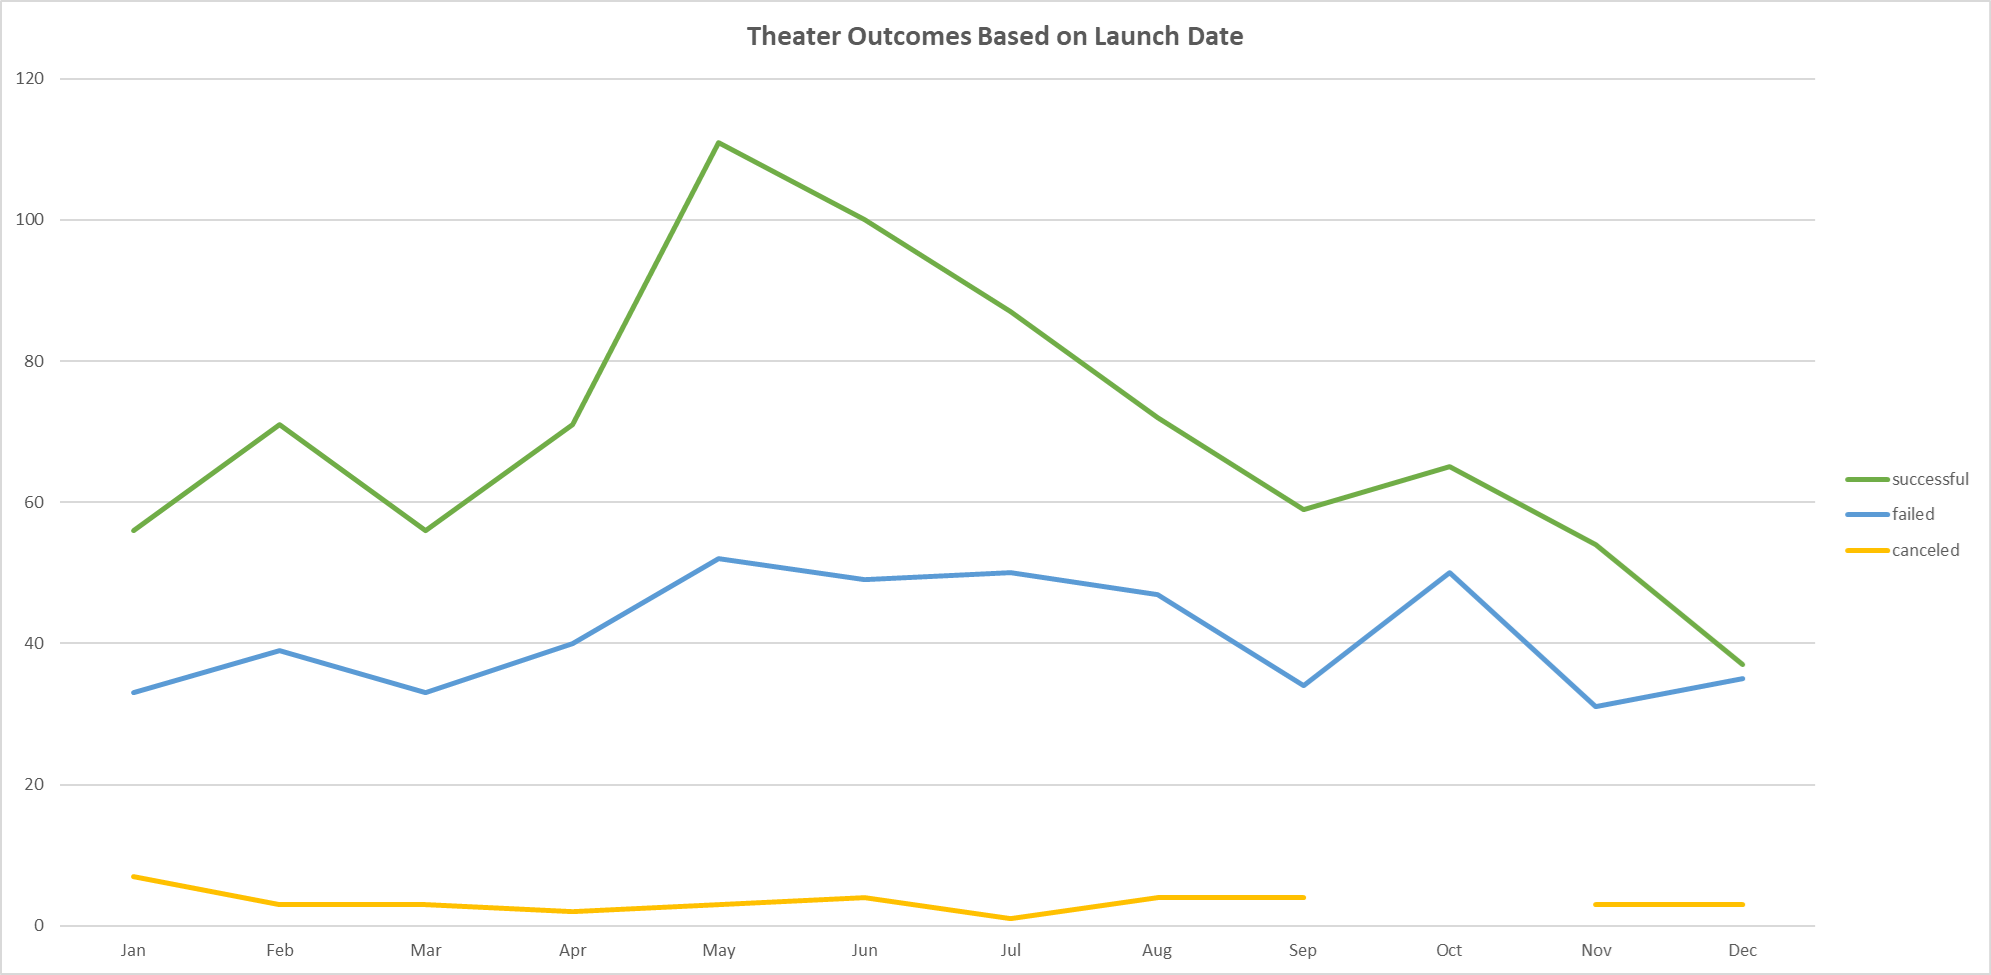 Theater Outcomes Based on Launch Date
120
100
80
60
40
20
0
Jan Feb Mar Apr May Jun Jul Aug Sep Oct Nov Dec
successful
failed
canceled